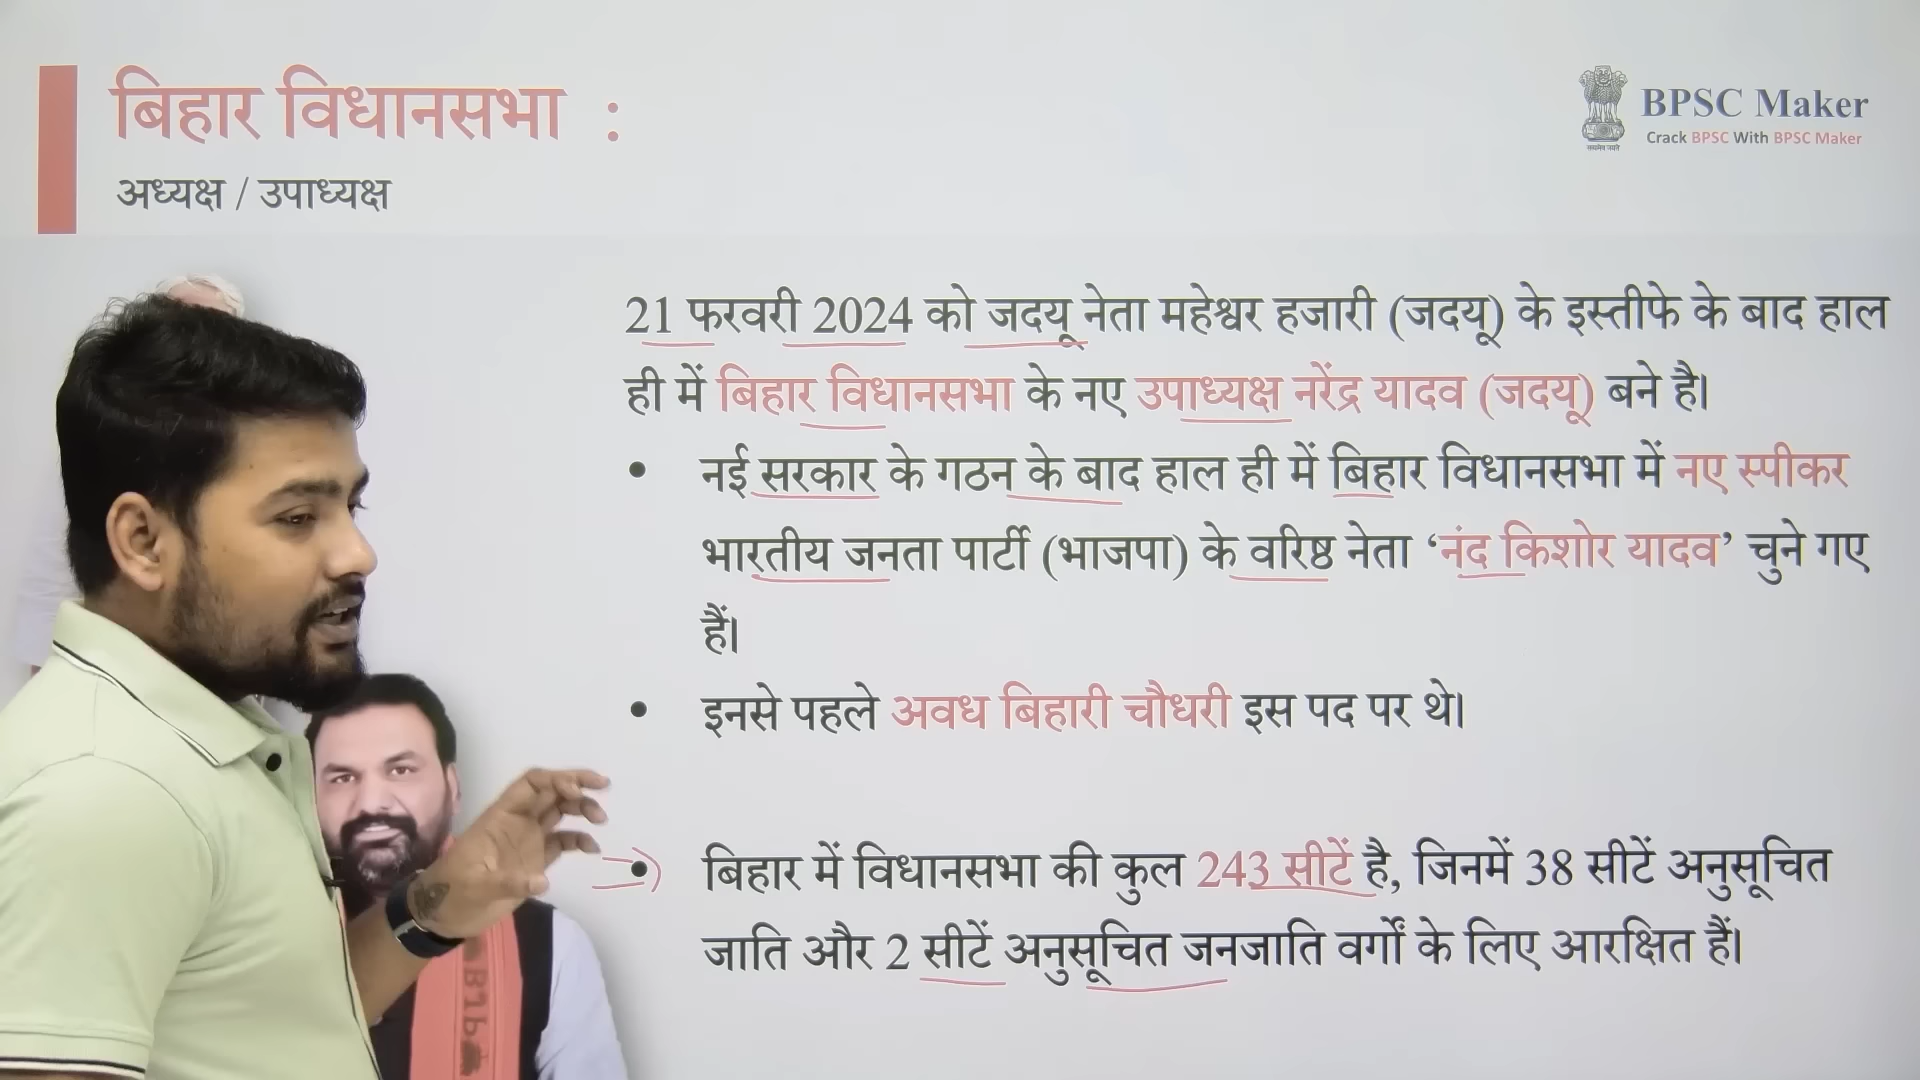 बिहार विधानसभा :
अध्यक्ष / उपाध्यक्ष
BPSC Maker
Crack BPSC With BPSC Maker
सत्यमेव जयते
21 फरवरी 2024 को जदयू नेता महेश्वर हजारी (जदयू) के इस्तीफे के बाद हाल
ही में बिहार विधानसभा के नए उपाध्यक्ष नरेंद्र यादव (जदयू) बने है।
• नई सरकार के गठन के बाद हाल ही में बिहार विधानसभा में नए स्पीकर
भारतीय जनता पार्टी (भाजपा) के वरिष्ठ नेता ‘नंद किशोर यादव’ चुने गए
हैं।
• इनसे पहले अवध बिहारी चौधरी इस पद पर थे।
• बिहार में विधानसभा की कुल 243 सीटें है, जिनमें 38 सीटें अनुसूचित
जाति और 2 सीटें अनुसूचित जनजाति वर्गों के लिए आरक्षित हैं।